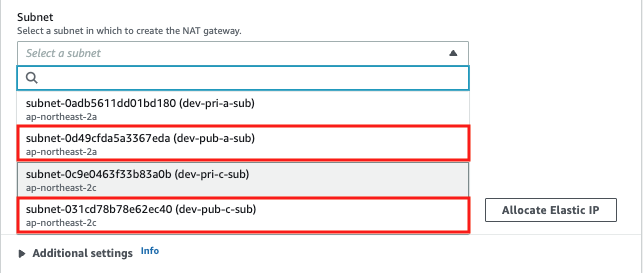 Subnet
Select a subnet in which to create the NAT gateway.
Select a subnet
subnet-0adb5611dd01bd180 (dev-pri-a-sub)
ap-northeast-2a
subnet-0d49cfda5a3367eda (dev-pub-a-sub)
ap-northeast-2a
subnet-0c9e0463f33b83a0b (dev-pri-c-sub)
ap-northeast-2c
subnet-031cd78b78e62ec40 (dev-pub-c-sub)
ap-northeast-2c
Allocate Elastic IP
Additional settings Info